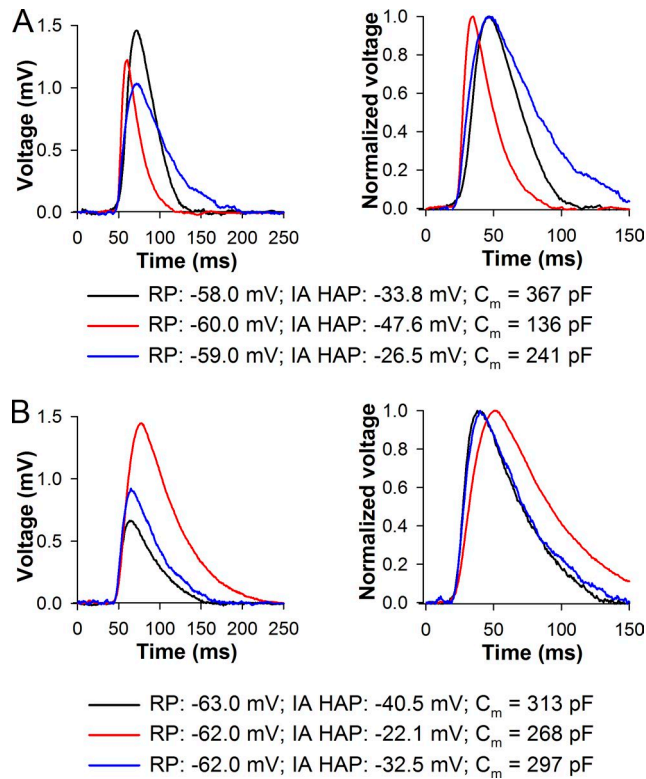 A
Voltage (mV)
1.5
1.0
0.5
0.0
0 50 100 150 200 250
Time (ms)
Normalized voltage
1.0
0.8
0.6
0.4
0.2
0.0
0 50 100 150
Time (ms)
RP: -58.0 mV; IA HAP: -33.8 mV; Cm = 367 pF
RP: -60.0 mV; IA HAP: -47.6 mV; Cm = 136 pF
RP: -59.0 mV; IA HAP: -26.5 mV; Cm = 241 pF
B
Voltage (mV)
1.5
1.0
0.5
0.0
0 50 100 150 200 250
Time (ms)
Normalized voltage
1.0
0.8
0.6
0.4
0.2
0.0
0 50 100 150
Time (ms)
RP: -63.0 mV; IA HAP: -40.5 mV; Cm = 313 pF
RP: -62.0 mV; IA HAP: -22.1 mV; Cm = 268 pF
RP: -62.0 mV; IA HAP: -32.5 mV; Cm = 297 pF